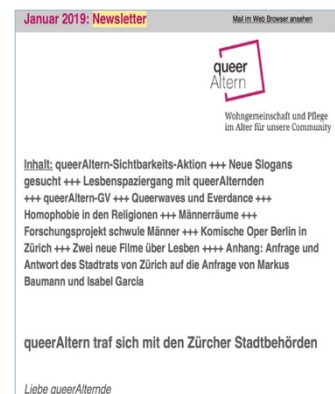 Januar 2019: Newsletter
Mail im Web Browser ansehen
queer
Altern
Wohngemeinschaft und Pflege
im Alter für unsere Community
Inhalt: queerAltern-Sichtbarkeits-Aktion +++ Neue Slogans
gesucht +++ Lesbenspaziergang mit queerAlternden
+++ queerAltern-GV +++ Queerwaves und Everdance +++
Homophobie in den Religionen +++ Männerräume +++
Forschungsprojekt schwule Männer +++ Komische Oper Berlin in
Zürich +++ Zwei neue Filme über Lesben ++++ Anhang: Anfrage und
Antwort des Stadtrats von Zürich auf die Anfrage von Markus
Baumann und Isabel Garcia
queerAltern traf sich mit den Zürcher Stadtbehörden
Liebe queerAlternde